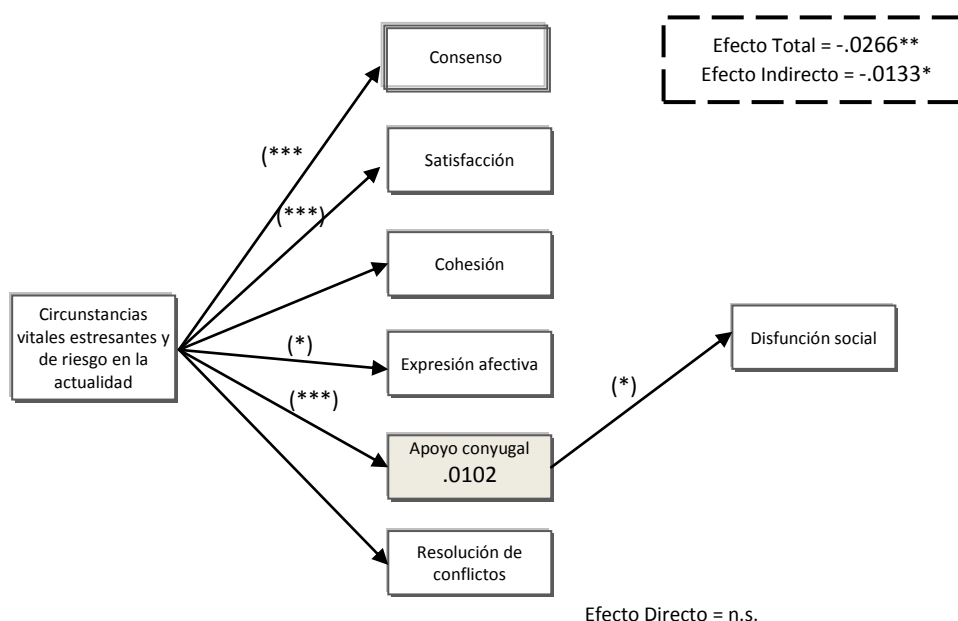 Consenso
Efecto Total = -.0266**
Efecto Indirecto = -.0133*
(***
Satisfacción
(***)
Cohesión
Circunstancias
vitales estresantes y
de riesgo en la
actualidad
(*)
Expresión afectiva
Disfunción social
(***)
(*)
Apoyo conyugal
.0102
Resolución de
conflictos
Efecto Directo = n.s.